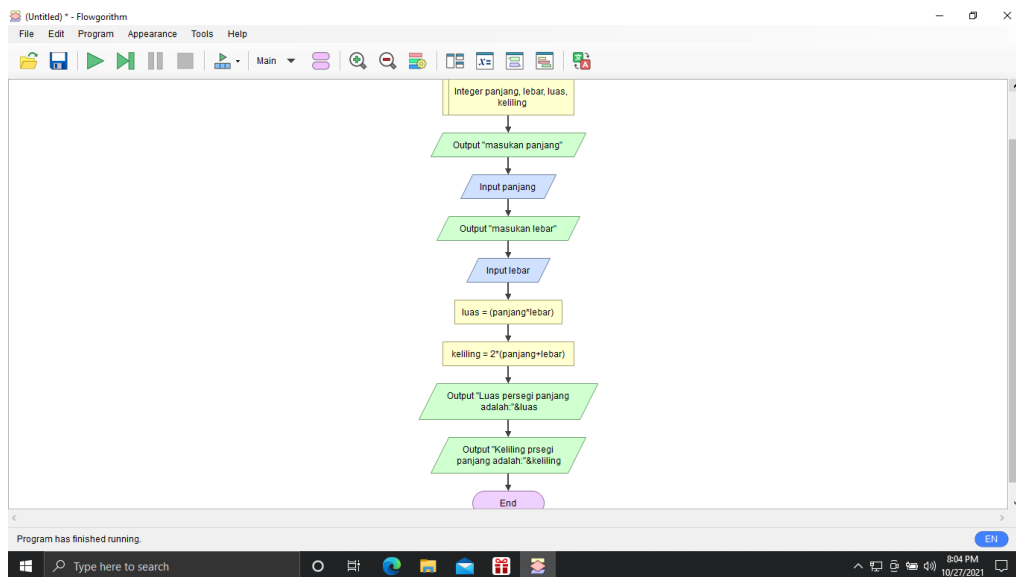 (Untitled) * - Flowgorithm
File Edit Program Appearance Tools Help
Main
x=
Integer panjang, lebar, luas,
keliling
Output "masukan panjang"
Input panjang
Output "masukan lebar"
Input lebar
luas = (panjang*lebar)
keliling = 2*(panjang+lebar)
Output "Luas persegi panjang
adalah:"&luas
Output "Keliling prsegi
panjang adalah:"&keliling
End
Program has finished running.
EN
Type here to search
8:04 PM
10/27/2021